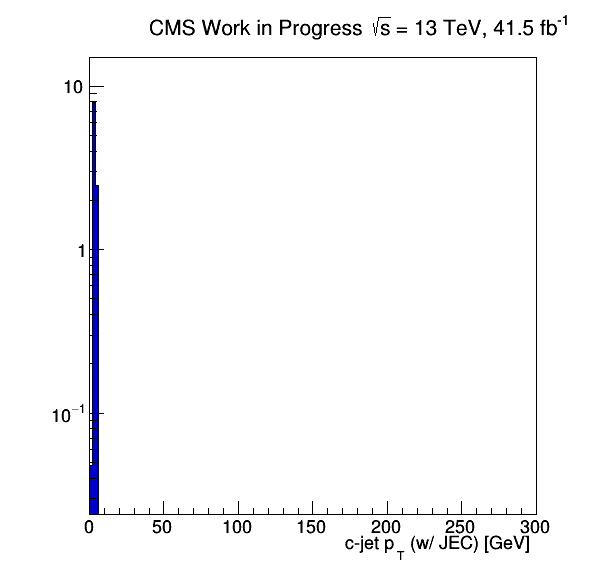 CMS Work in Progress √s = 13 TeV, 41.5 fb⁻¹
10
1
10⁻¹
0 50 100 150 200 250 300
c-jet p_T (w/ JEC) [GeV]